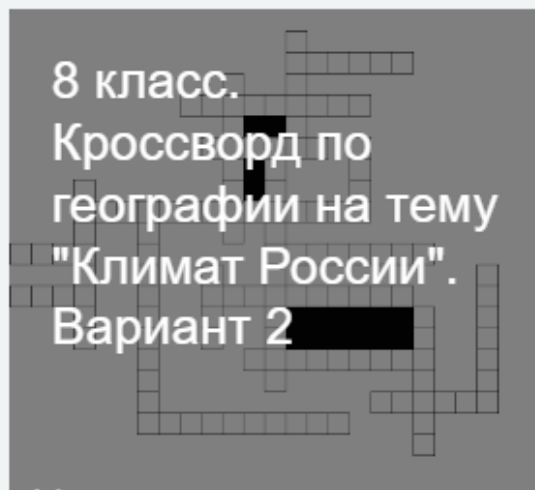 8 класс.
Кроссворд по
географии на тему
"Климат России".
Вариант 2